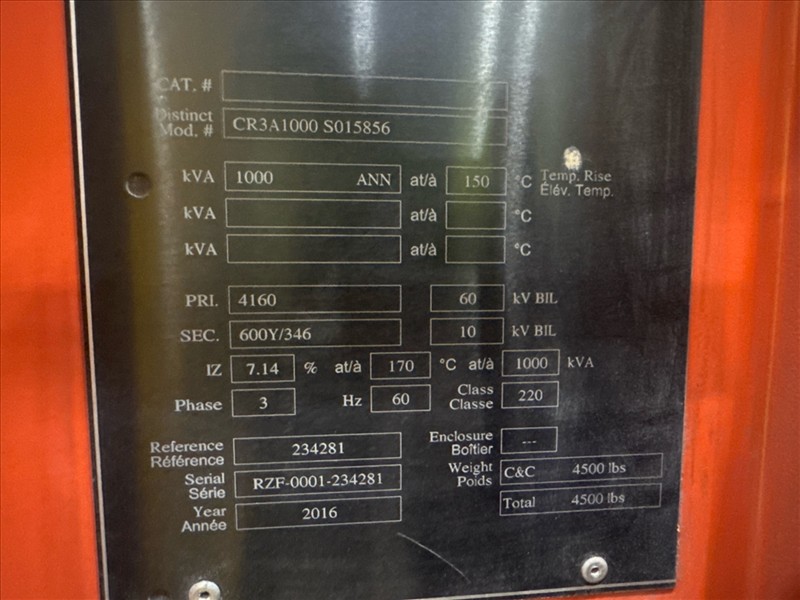 CAT. #
Distinct
Mod. # CR3A1000 S015856
kVA 1000 ANN at/à 150 °C Temp. Rise
Élév. Temp.
kVA at/à °C
kVA at/à °C
PRI. 4160 60 kV BIL
SEC. 600Y/346 10 kV BIL
IZ 7.14 % at/à 170 °C at/à 1000 kVA
Phase 3 Hz 60 Class
Classe 220
Reference
Référence 234281 Enclosure
Boîtier ---
Serial
Série RZF-0001-234281 Weight
Poids C&C 4500 lbs
Year
Année 2016 Total 4500 lbs